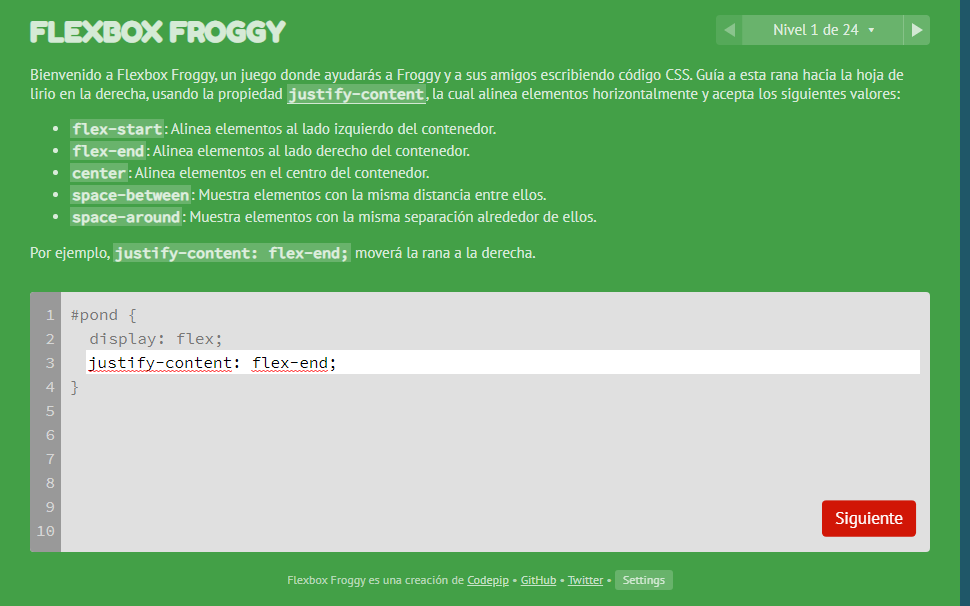 FLEXBOX FROGGY
Nivel 1 de 24
Bienvenido a Flexbox Froggy, un juego donde ayudarás a Froggy y a sus amigos escribiendo código CSS. Guía a esta rana hacia la hoja de
lirio en la derecha, usando la propiedad justify-content, la cual alinea elementos horizontalmente y acepta los siguientes valores:
• flex-start: Alinea elementos al lado izquierdo del contenedor.
• flex-end: Alinea elementos al lado derecho del contenedor.
• center: Alinea elementos en el centro del contenedor.
• space-between: Muestra elementos con la misma distancia entre ellos.
• space-around: Muestra elementos con la misma separación alrededor de ellos.
Por ejemplo, justify-content: flex-end; moverá la rana a la derecha.
1 #pond {
2 display: flex;
3 justify-content: flex-end;
4 }
5
6
7
8
9
10
Siguiente
Flexbox Froggy es una creación de Codepip • GitHub • Twitter • Settings